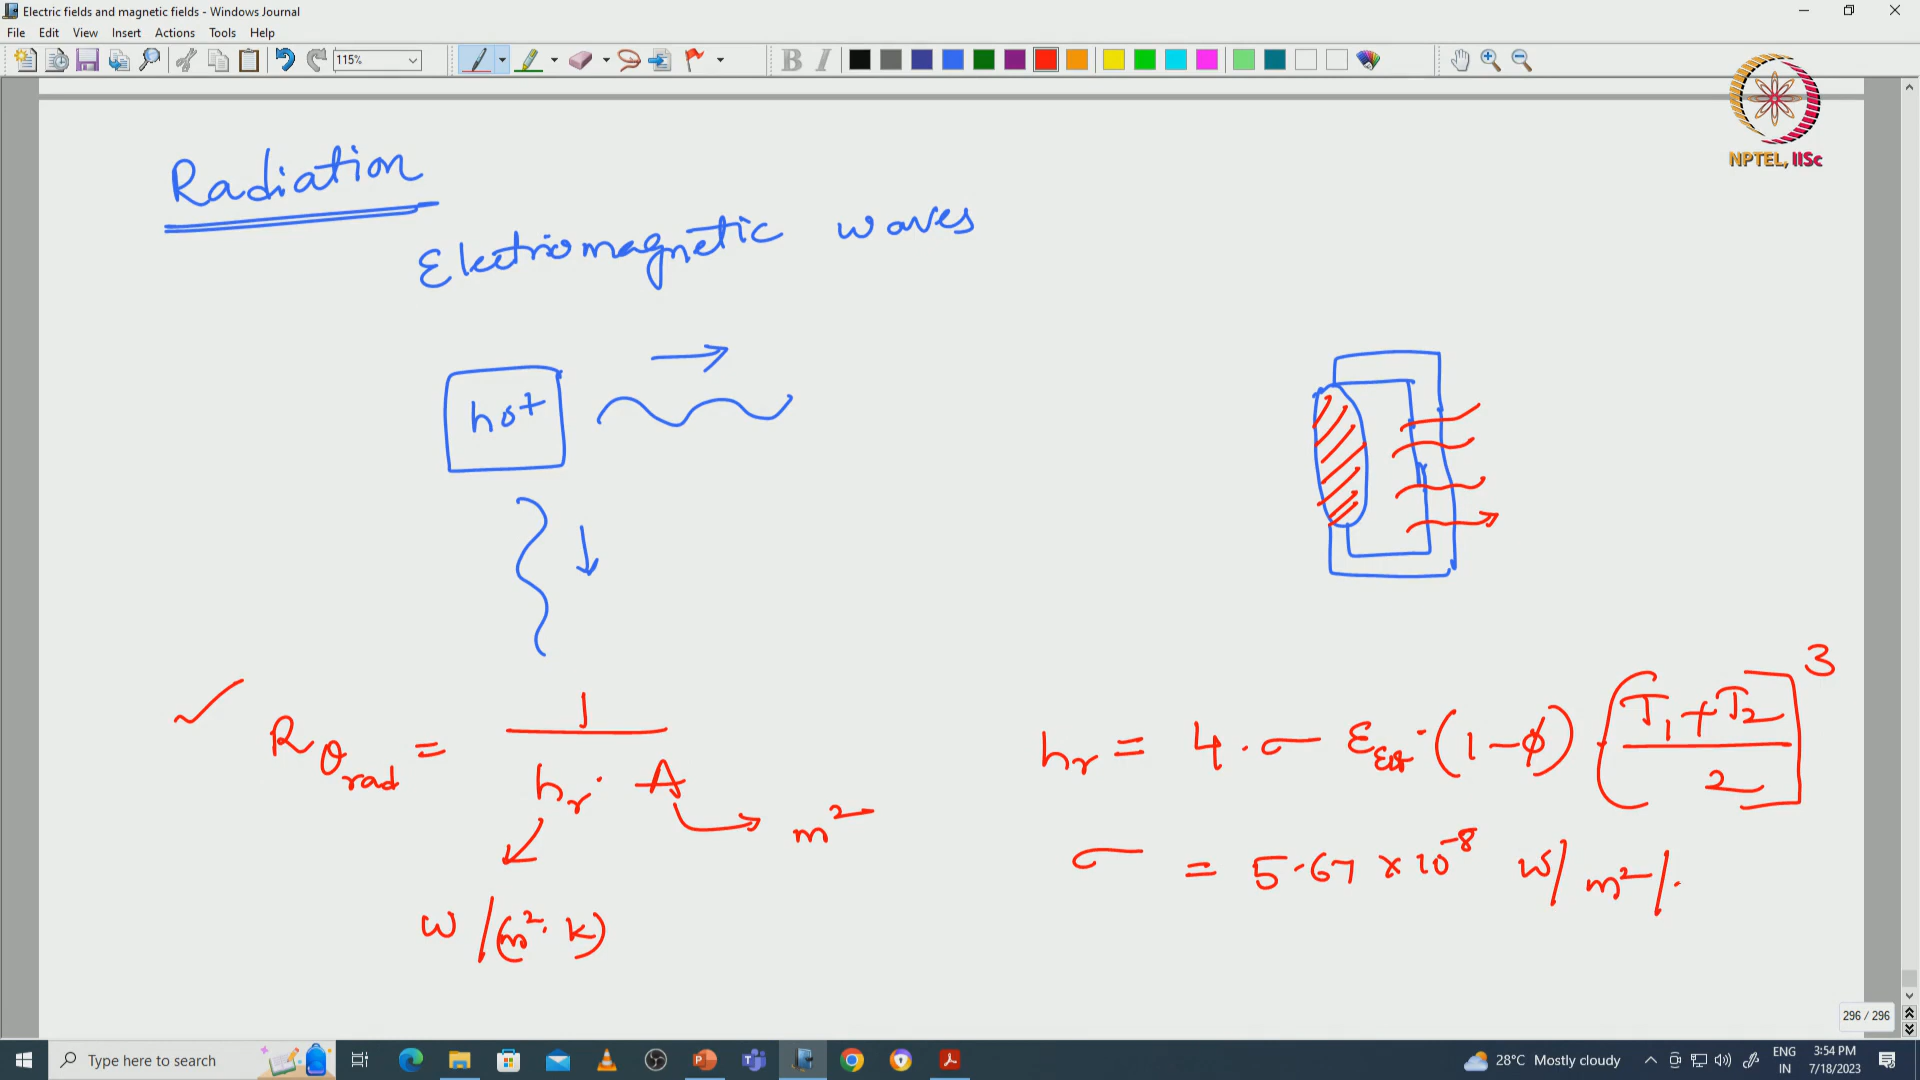 Electric fields and magnetic fields - Windows Journal
File Edit View Insert Actions Tools Help
115%
B I
NPTEL, IISc
Radiation
Electromagnetic waves
hot
R θrad = 1 / hr · A
→ m²
W/(m²·K)
hr = 4 · σ · (1 - φ) [(T1 + T2) / 2]³
σ = 5.67 × 10⁻⁸ W/m²/.
296 / 296
Type here to search
28°C Mostly cloudy
ENG
IN
3:54 PM
7/18/2023